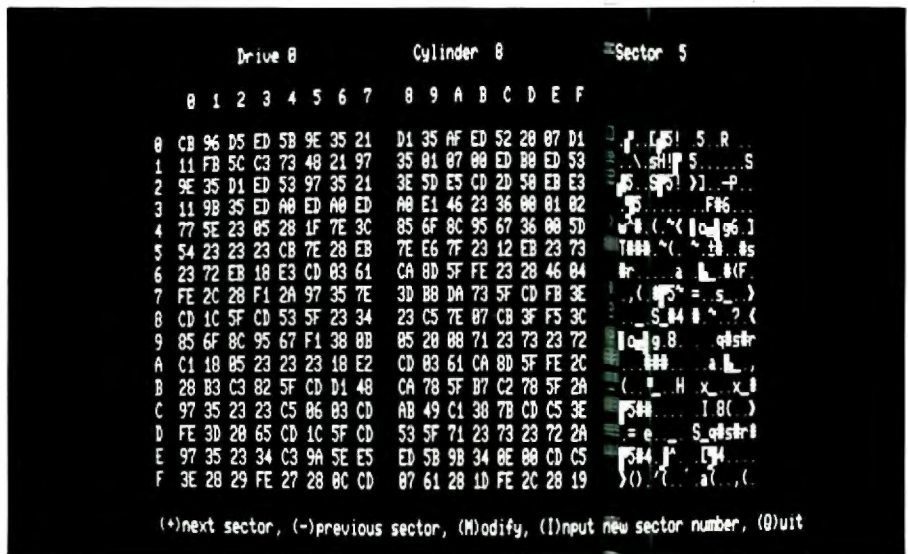 Drive 0 Cylinder 8 Sector 5
0 1 2 3 4 5 6 7 8 9 A B C D E F
0 CB 96 D5 ED 5B 9E 35 21 D1 35 AF ED 52 20 07 D1
1 11 FB 5C C3 73 48 21 97 35 01 07 00 ED B0 ED 53
2 9E 35 D1 ED 53 97 35 21 3E 5D E5 CD 2D 50 EB E3
3 11 9B 35 ED A0 ED A0 ED A0 E1 46 23 36 00 01 02
4 77 5E 23 05 28 1F 7E 3C 85 6F 8C 95 67 36 00 5D
5 54 23 23 23 CB 7E 28 EB 7E E6 7F 23 12 EB 23 73
6 23 72 EB 18 E3 CD 03 61 CA 8D 5F FE 23 28 46 04
7 FE 2C 28 F1 2A 97 35 7E 3D B8 DA 73 5F CD FB 3E
8 CD 1C 5F CD 53 5F 23 34 23 C5 7E 07 CB 3F F5 3C
9 85 6F 8C 95 67 F1 38 0B 05 20 08 71 23 73 23 72
A C1 18 05 23 23 23 18 E2 CD 03 61 CA 8D 5F FE 2C
B 28 B3 C3 82 5F CD D1 48 CA 78 5F B7 C2 78 5F 2A
C 97 35 23 23 C5 06 03 CD AB 49 C1 38 7B CD C5 3E
D FE 3D 20 65 CD 1C 5F CD 53 5F 71 23 73 23 72 2A
E 97 35 23 34 C3 9A 5E E5 ED 5B 9B 34 0E 00 CD C5
F 3E 28 29 FE 27 28 0C CD 07 61 28 1D FE 2C 28 19
(+)next sector, (-)previous sector, (M)odify, (I)nput new sector number, (Q)uit